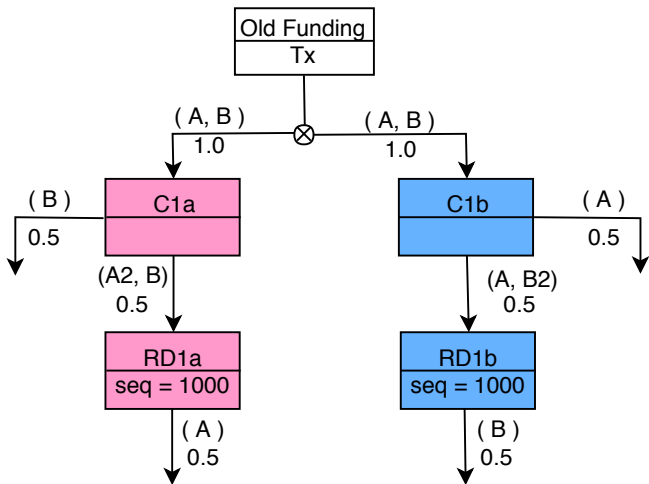 Old Funding
Tx
( A, B )
1.0
( A, B )
1.0
( B )
0.5
C1a
C1b
( A )
0.5
(A2, B)
0.5
(A, B2)
0.5
RD1a
seq = 1000
RD1b
seq = 1000
( A )
0.5
( B )
0.5